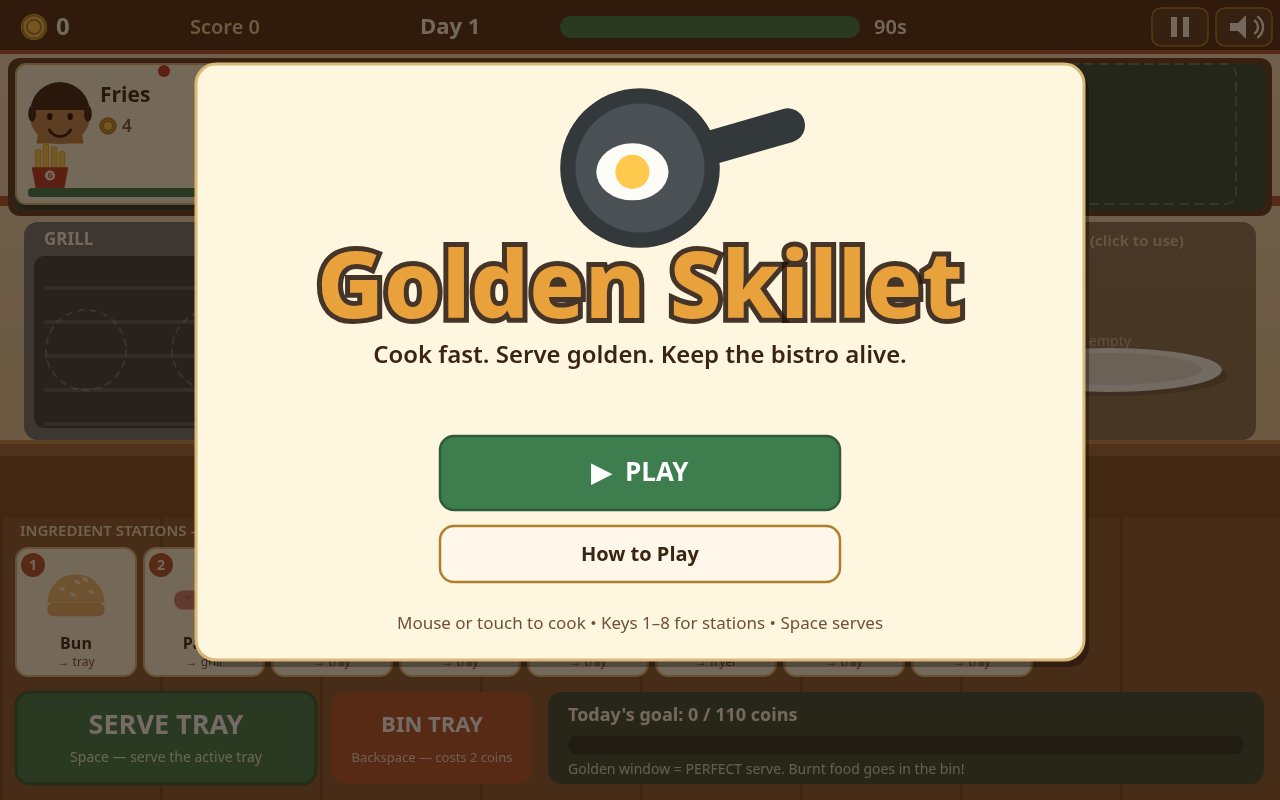 0
Score 0
Day 1
90s
Fries
4
G
GRILL
(click to use)
empty
Golden Skillet
Cook fast. Serve golden. Keep the bistro alive.
▶ PLAY
How to Play
Mouse or touch to cook • Keys 1–8 for stations • Space serves
INGREDIENT STATIONS
1
2
Bun
→ tray
→ grill
→ tray
→ tray
→ tray
→ fryer
→ tray
→ tray
SERVE TRAY
Space — serve the active tray
BIN TRAY
Backspace — costs 2 coins
Today's goal: 0 / 110 coins
Golden window = PERFECT serve. Burnt food goes in the bin!